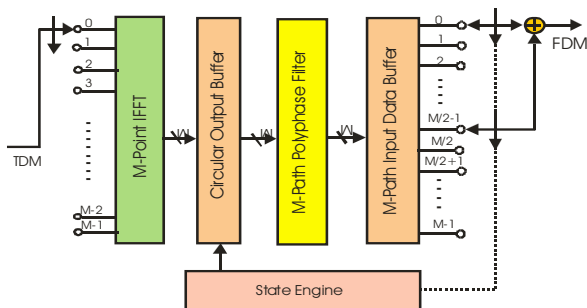 TDM
0
1
2
3
M-2
M-1
M-Point IFFT
M
Circular Output Buffer
M
M-Path Polyphase Filter
M
M-Path Input Data Buffer
0
1
2
M/2-1
M/2
M/2+1
M-1
FDM
State Engine